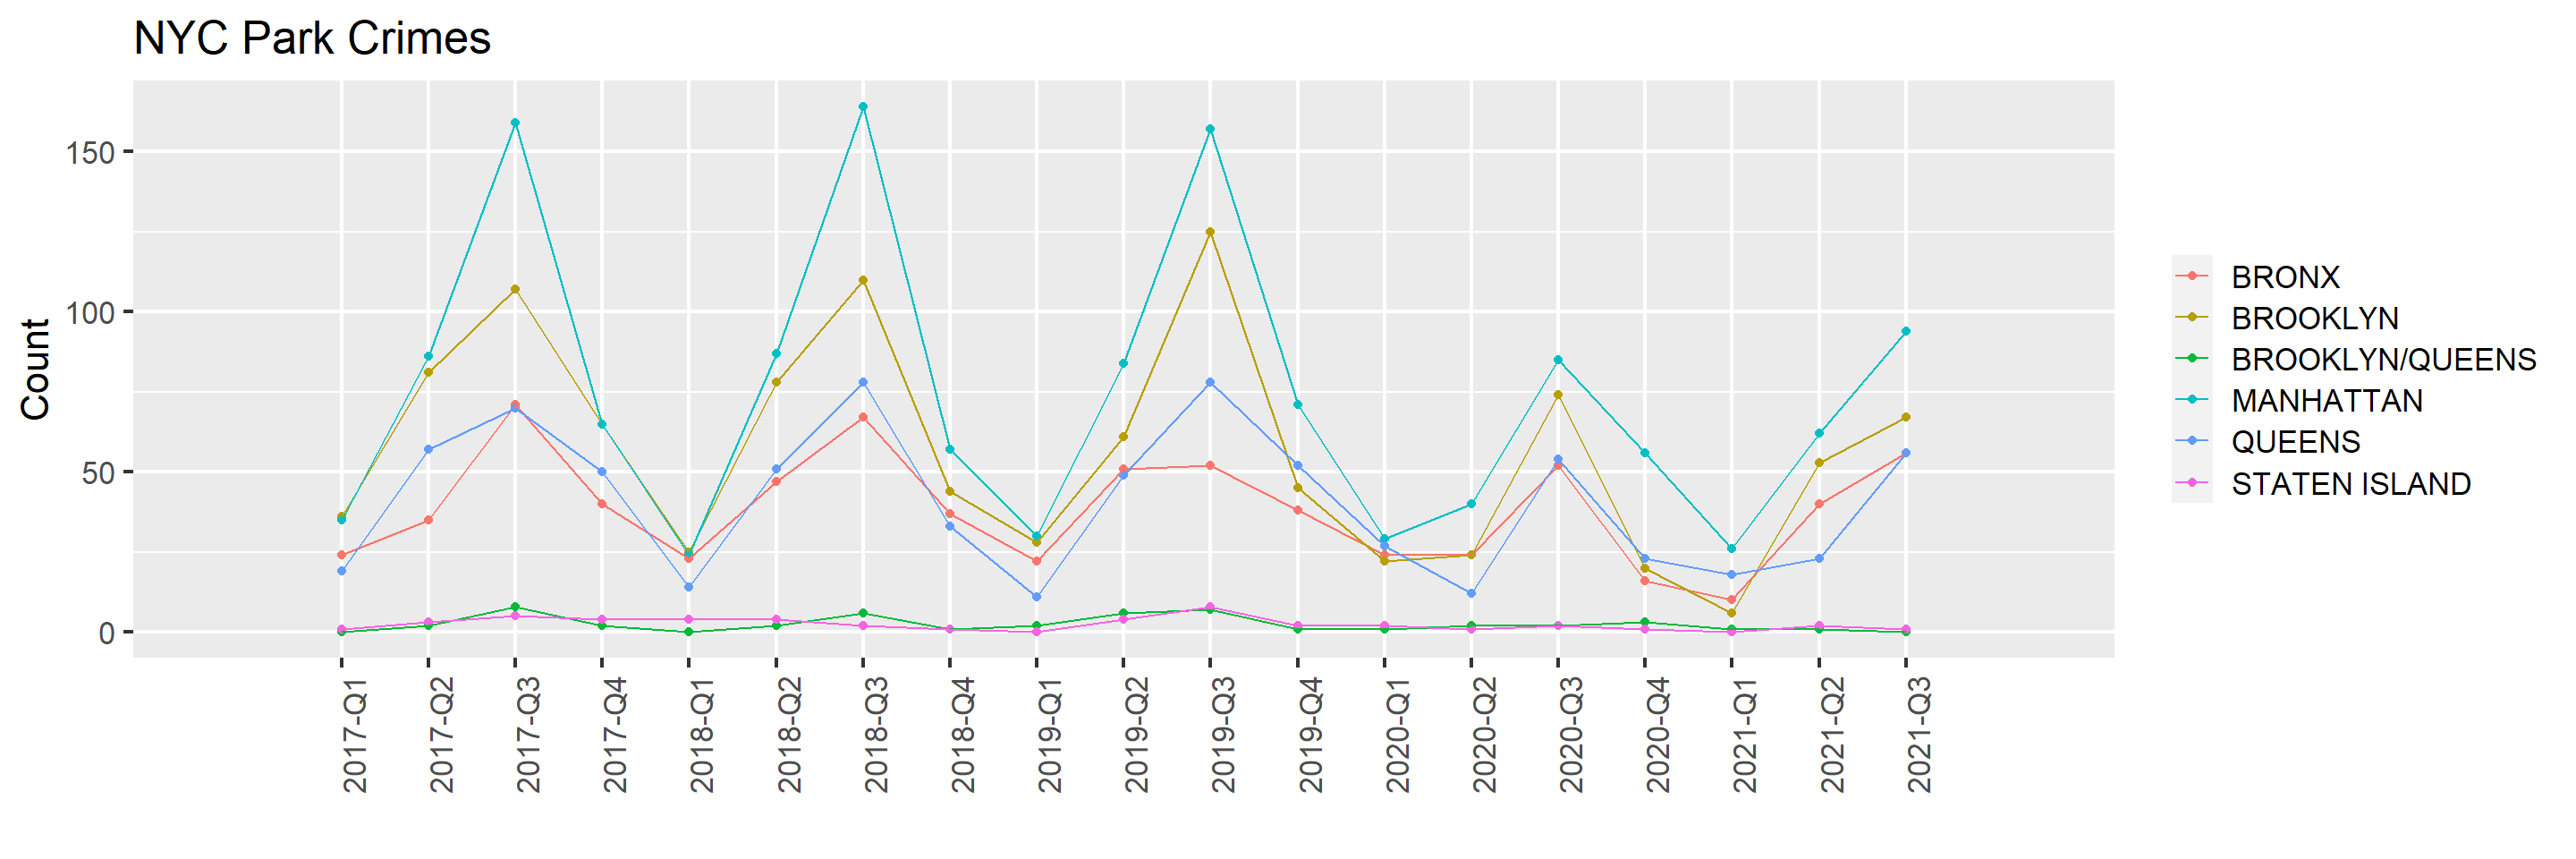 NYC Park Crimes
Count
150
100
50
0
2017-Q1
2017-Q2
2017-Q3
2017-Q4
2018-Q1
2018-Q2
2018-Q3
2018-Q4
2019-Q1
2019-Q2
2019-Q3
2019-Q4
2020-Q1
2020-Q2
2020-Q3
2020-Q4
2021-Q1
2021-Q2
2021-Q3
BRONX
BROOKLYN
BROOKLYN/QUEENS
MANHATTAN
QUEENS
STATEN ISLAND